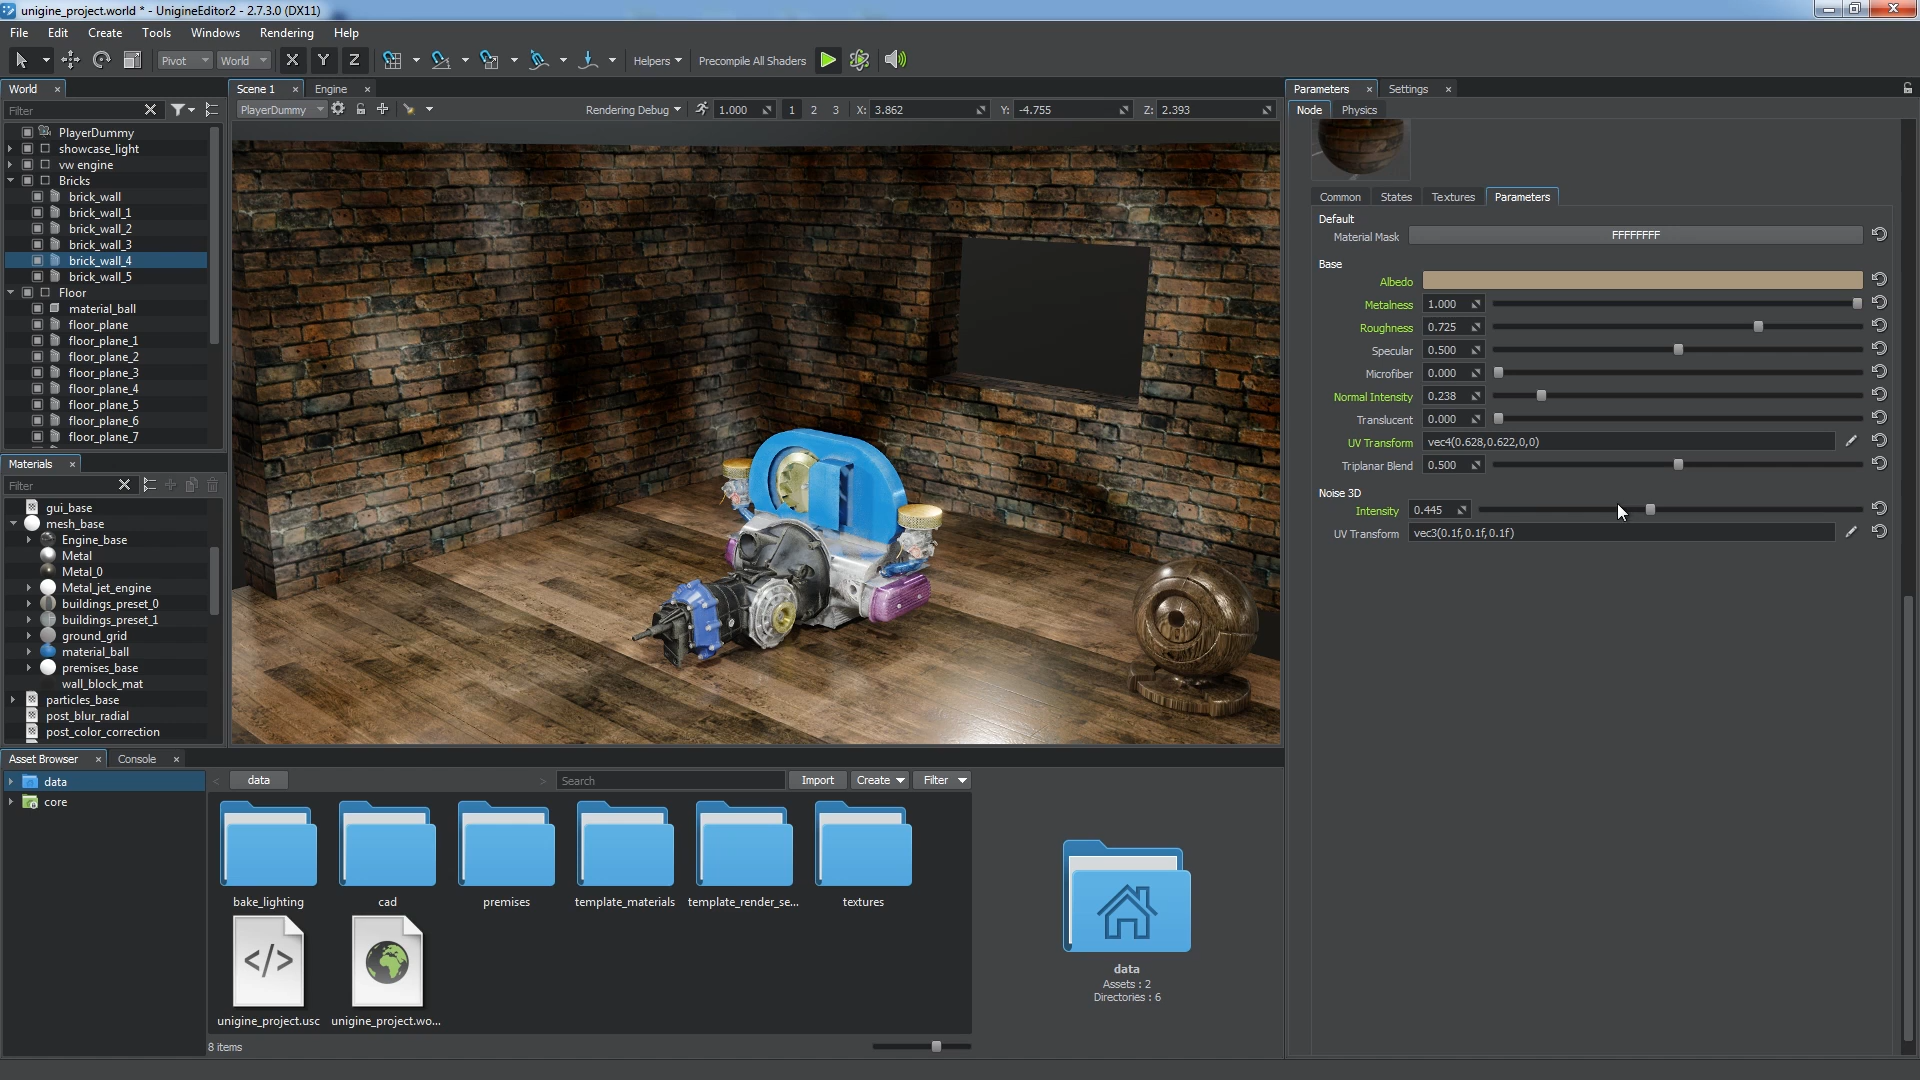 unigine_project.world * - UnigineEditor2 - 2.7.3.0 (DX11)
File Edit Create Tools Windows Rendering Help
Pivot World X Y Z Helpers Precompile All Shaders
World
Filter
PlayerDummy
showcase_light
vw engine
Bricks
brick_wall
brick_wall_1
brick_wall_2
brick_wall_3
brick_wall_4
brick_wall_5
Floor
material_ball
floor_plane
floor_plane_1
floor_plane_2
floor_plane_3
floor_plane_4
floor_plane_5
floor_plane_6
floor_plane_7
Materials
Filter
gui_base
mesh_base
Engine_base
Metal
Metal_0
Metal_jet_engine
buildings_preset_0
buildings_preset_1
ground_grid
material_ball
premises_base
wall_block_mat
particles_base
post_blur_radial
post_color_correction
Scene 1 Engine
PlayerDummy Rendering Debug 1.000 1 2 3 X: 3.862 Y: -4.755 Z: 2.393
Parameters Settings
Node Physics
Common States Textures Parameters
Default
Material Mask FFFFFFFF
Base
Albedo
Metalness 1.000
Roughness 0.725
Specular 0.500
Microfiber 0.000
Normal Intensity 0.238
Translucent 0.000
UV Transform vec4(0.628,0.622,0,0)
Triplanar Blend 0.500
Noise 3D
Intensity 0.445
UV Transform vec3(0.1f,0.1f,0.1f)
Asset Browser Console
data
core
< data > Search Import Create Filter
bake_lighting cad premises template_materials template_render_se... textures
</>
unigine_project.usc unigine_project.wo...
8 items
data
Assets : 2
Directories : 6